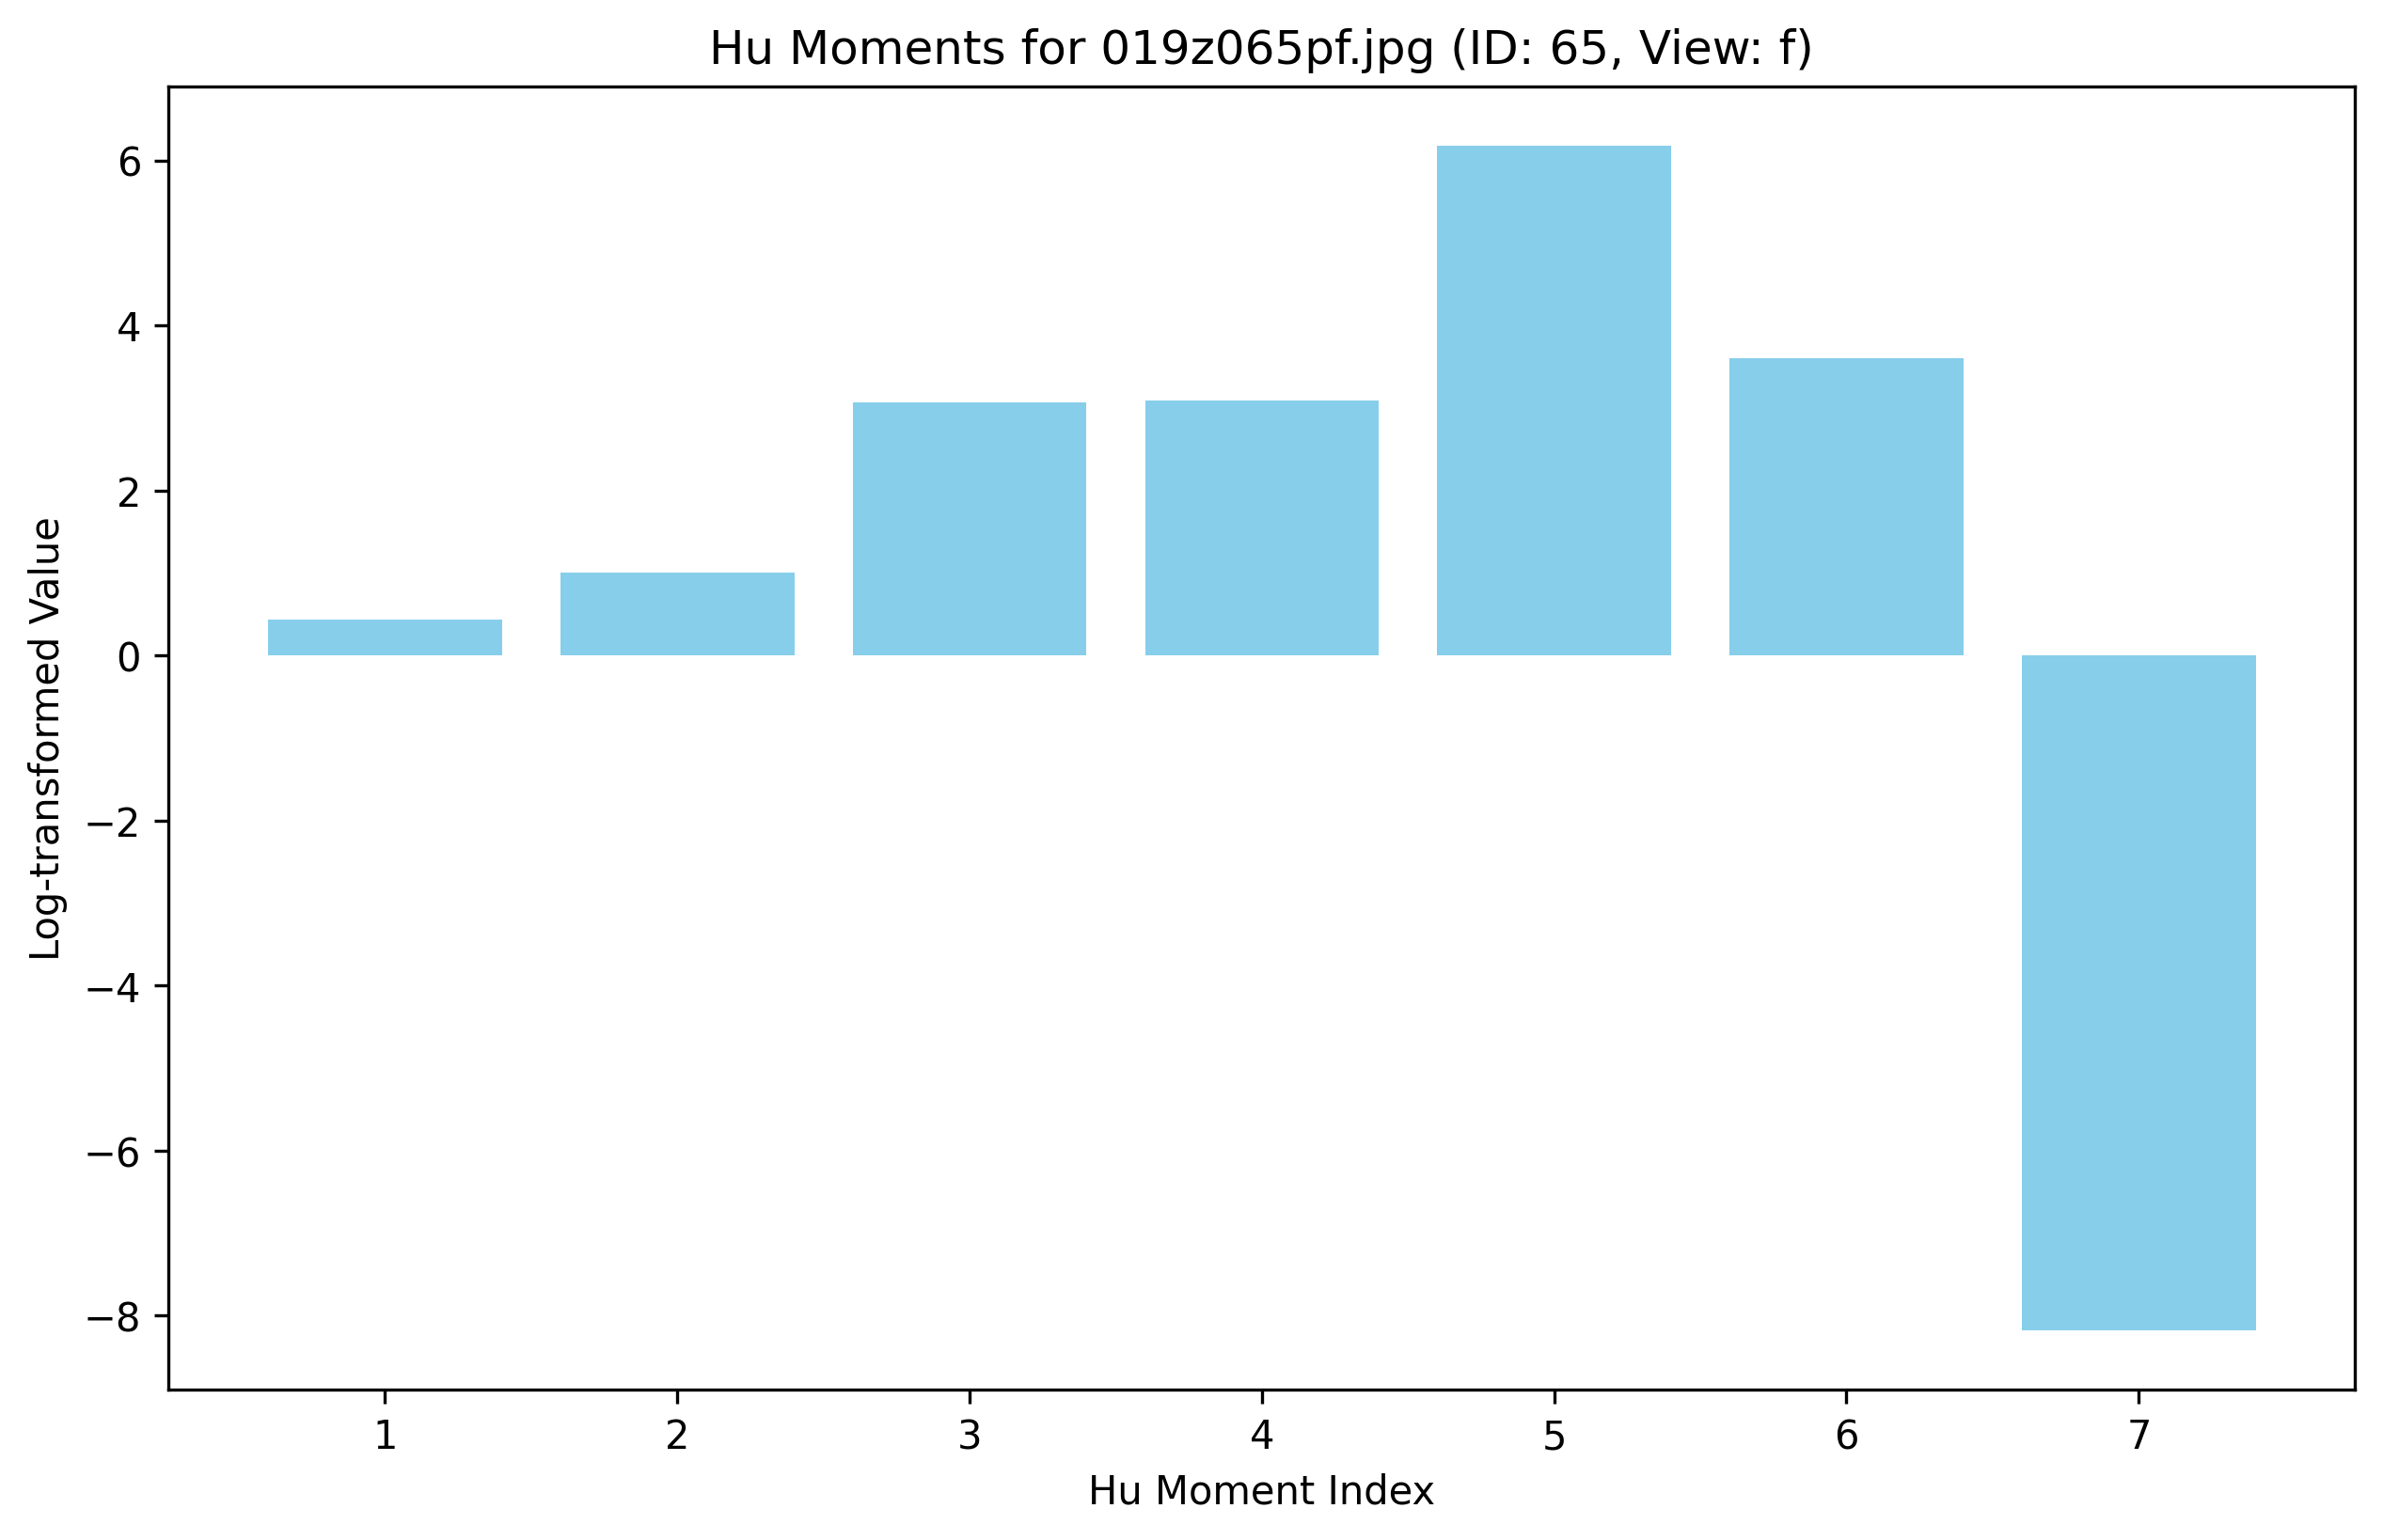 Hu Moments for 019z065pf.jpg (ID: 65, View: f)
6
4
2
0
−2
−4
−6
−8
Log-transformed Value
1 2 3 4 5 6 7
Hu Moment Index